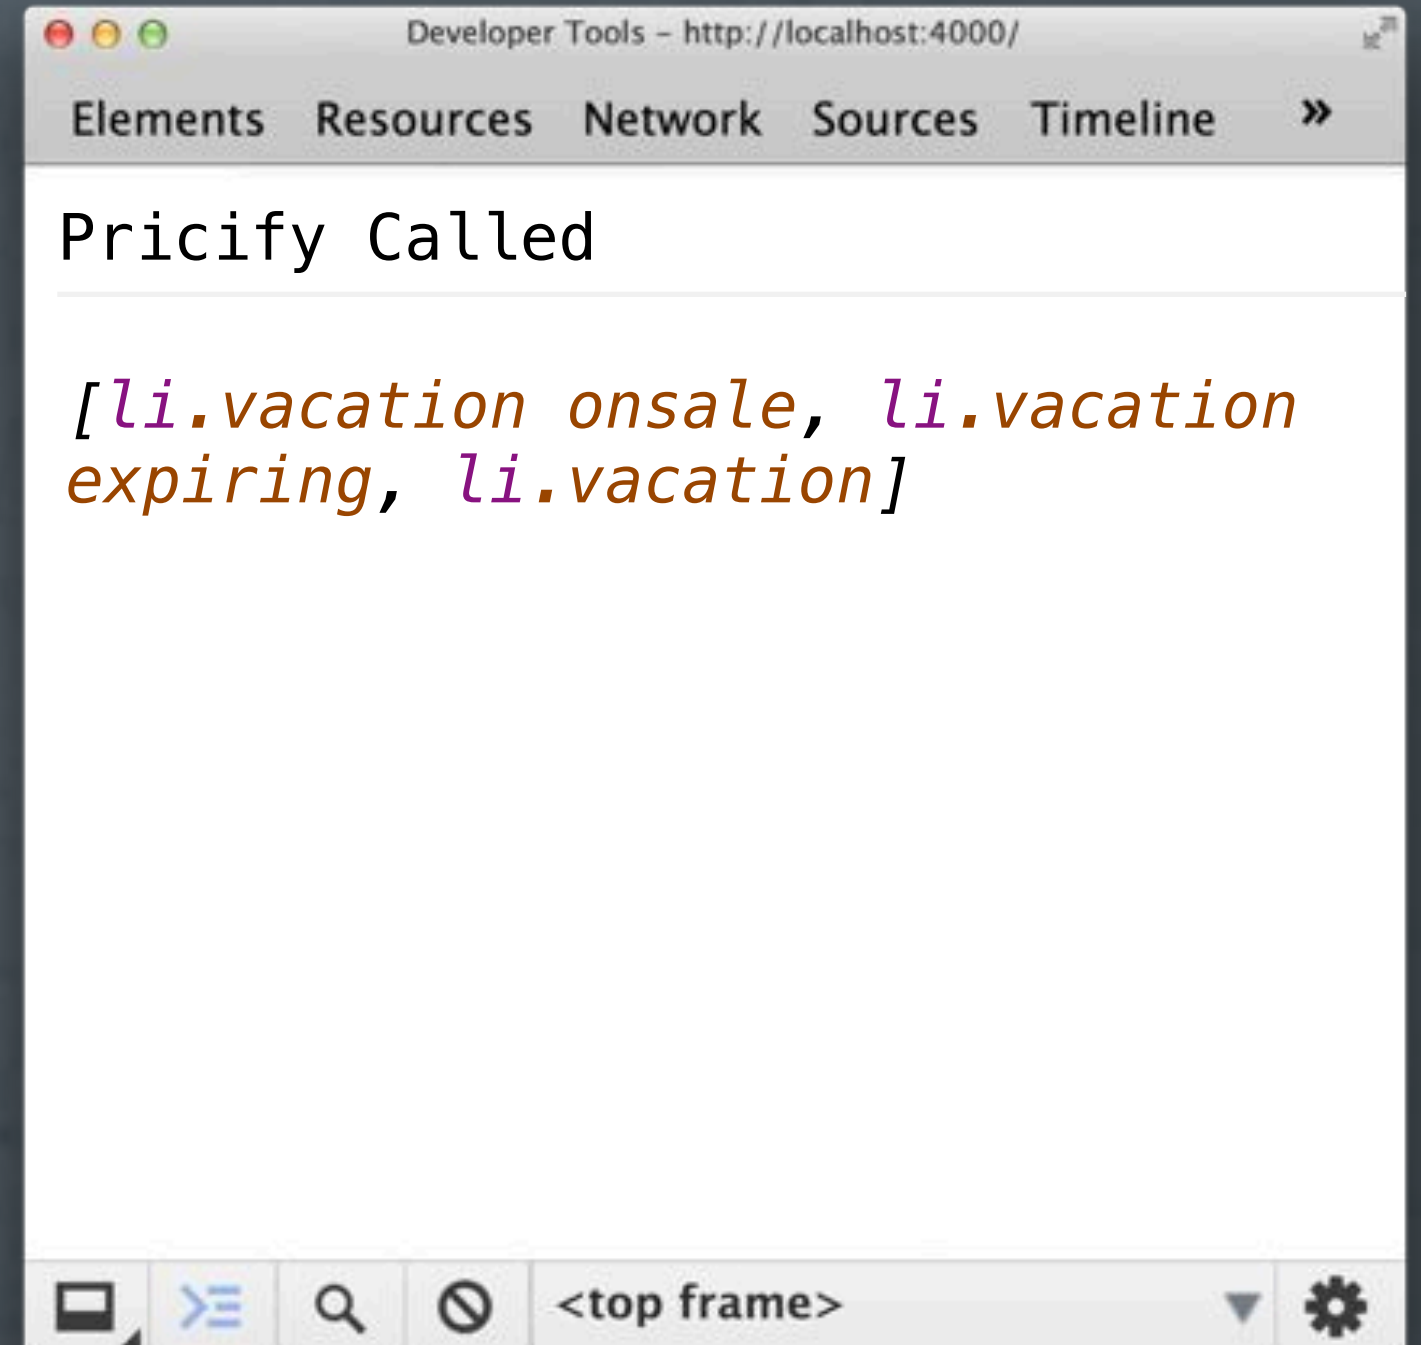 Developer Tools – http://localhost:4000/
Elements Resources Network Sources Timeline »
Pricify Called
[li.vacation onsale, li.vacation
expiring, li.vacation]
<top frame>